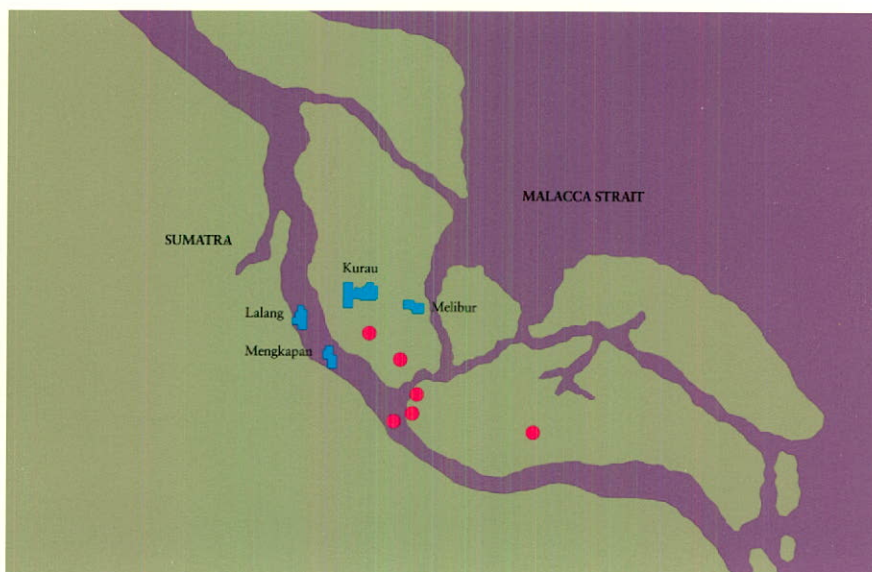 MALACCA STRAIT
SUMATRA
Kurau
Melibur
Lalang
Mengkapan